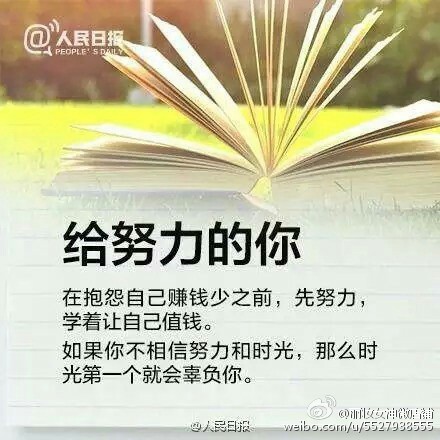 @人民日报
PEOPLE'S DAILY
给努力的你
在抱怨自己赚钱少之前，先努力，
学着让自己值钱。
如果你不相信努力和时光，那么时
光第一个就会辜负你。
@人民日报
weibo.com/u/5527938555